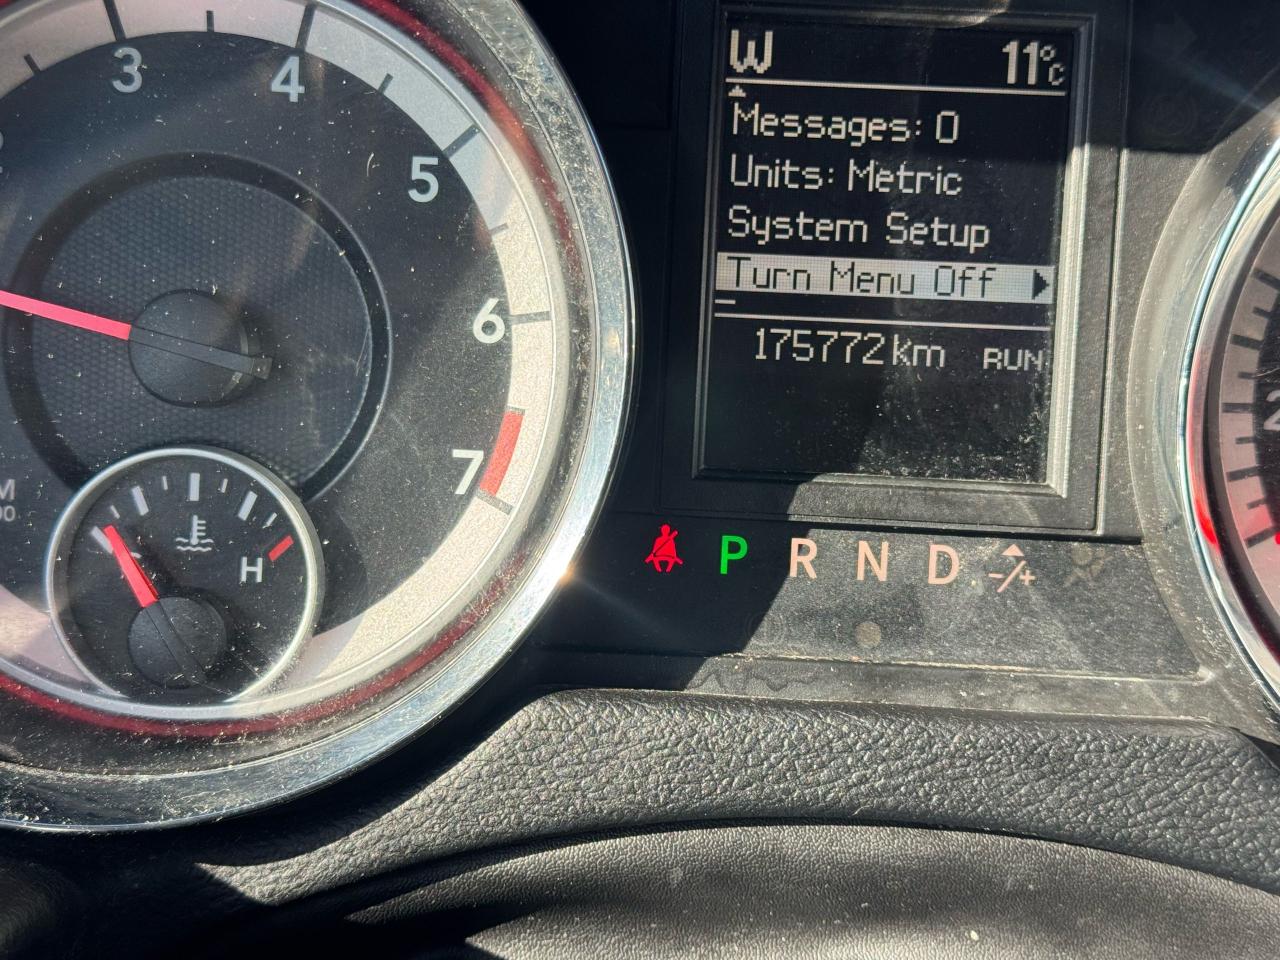 W 11°C
Messages: 0
Units: Metric
System Setup
Turn Menu Off
175772 km RUN
3
4
5
6
7
H
P R N D -/+